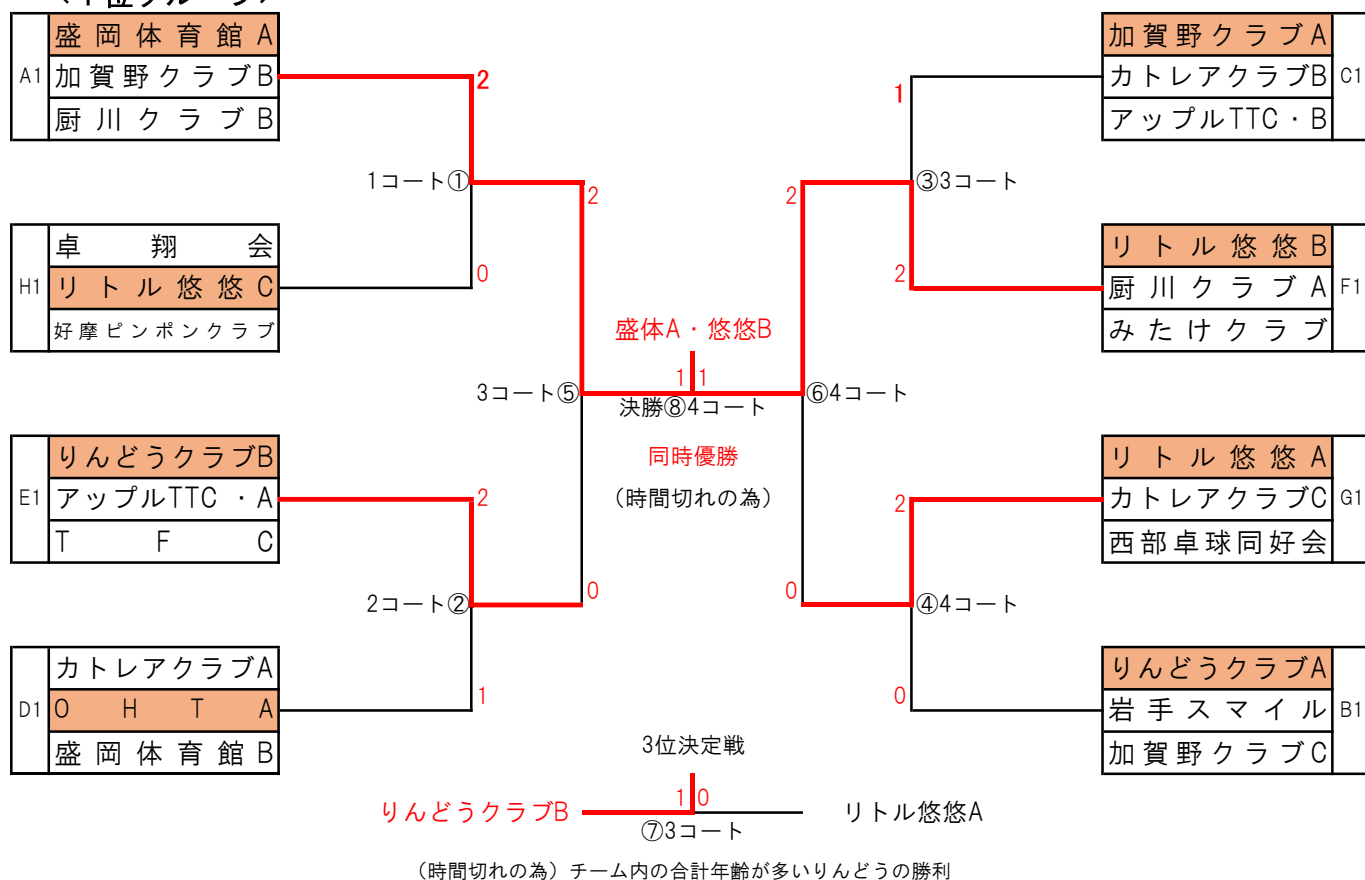 A1
盛岡体育館A
加賀野クラブB
厨川クラブB
2
1コート①
2
0
H1
卓翔会
リトル悠悠C
好摩ピンポンクラブ
3コート⑤
E1
りんどうクラブB
アップルTTC・A
TFC
2
2コート②
0
1
D1
カトレアクラブA
OHTA
盛岡体育館B
盛体A・悠悠B
1 1
決勝⑧4コート
同時優勝
（時間切れの為）
加賀野クラブA
カトレアクラブB
アップルTTC・B
C1
1
2
③3コート
2
リトル悠悠B
厨川クラブA
みたけクラブ
F1
⑥4コート
リトル悠悠A
カトレアクラブC
西部卓球同好会
G1
2
0
④4コート
0
りんどうクラブA
岩手スマイル
加賀野クラブC
B1
3位決定戦
りんどうクラブB
1 0
リトル悠悠A
⑦3コート
（時間切れの為）チーム内の合計年齢が多いりんどうの勝利